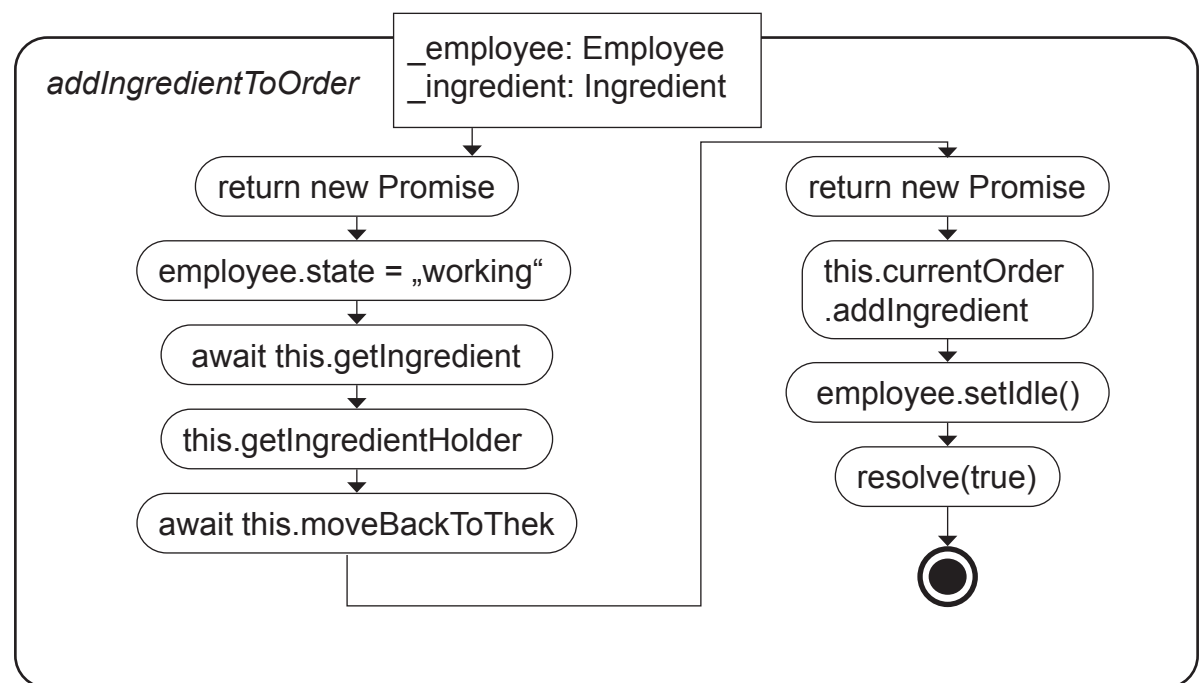 _employee: Employee
_ingredient: Ingredient
addIngredientToOrder
return new Promise
employee.state = „working“
await this.getIngredient
this.getIngredientHolder
await this.moveBackToThek
return new Promise
this.currentOrder
.addIngredient
employee.setIdle()
resolve(true)